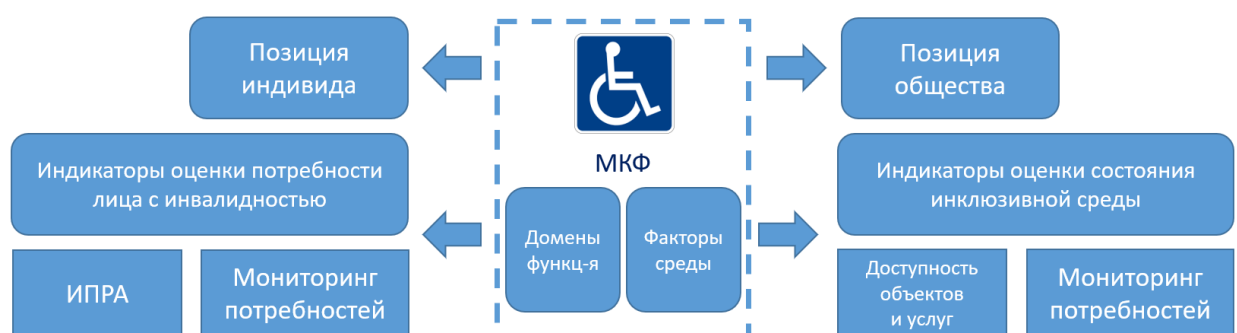 Позиция
индивида
Позиция
общества
МКФ
Индикаторы оценки потребности
лица с инвалидностью
Индикаторы оценки состояния
инклюзивной среды
Домены
функц-я
Факторы
среды
ИПРА
Мониторинг
потребностей
Доступность
объектов
и услуг
Мониторинг
потребностей